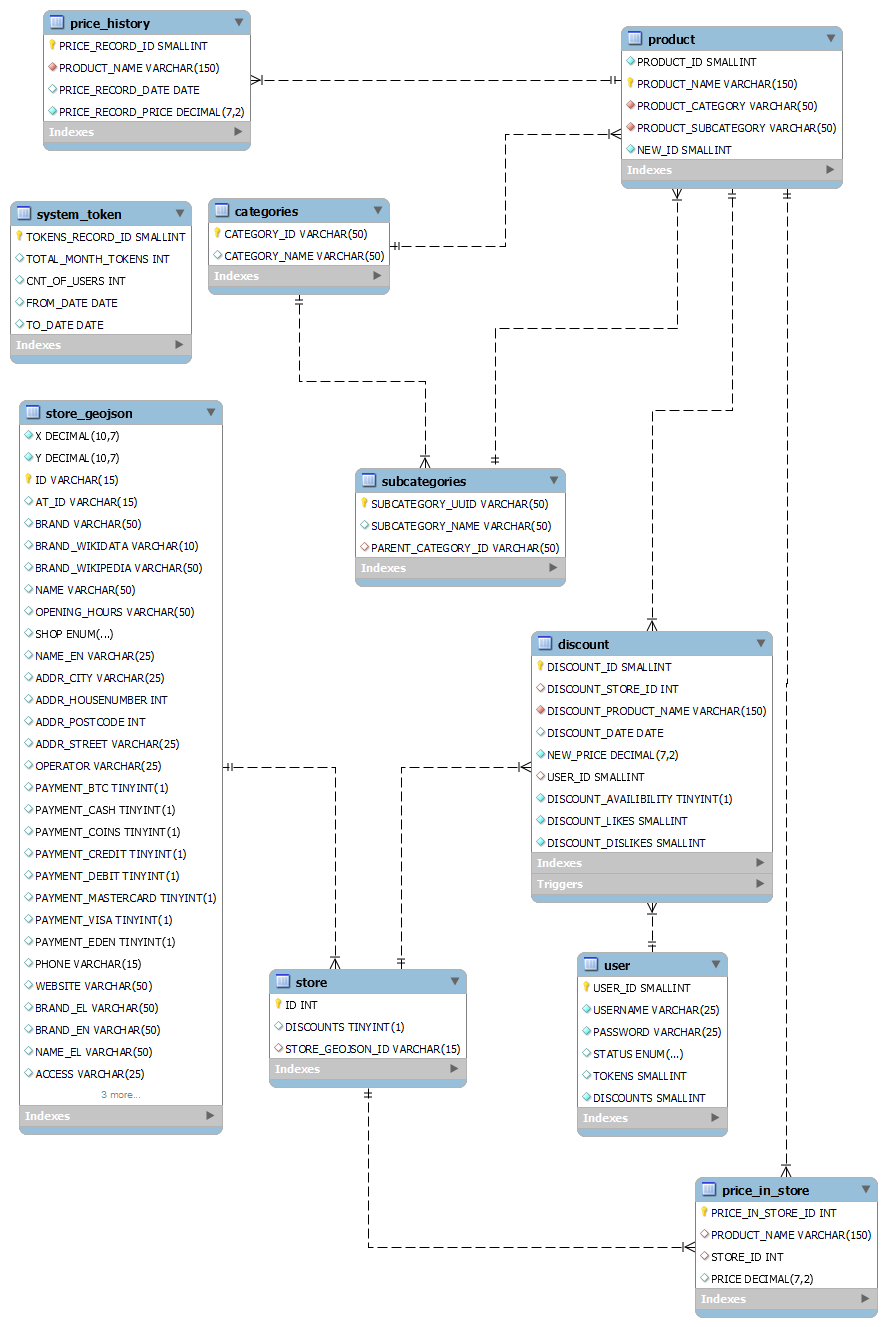 price_history
PRICE_RECORD_ID SMALLINT
PRODUCT_NAME VARCHAR(150)
PRICE_RECORD_DATE DATE
PRICE_RECORD_PRICE DECIMAL(7,2)
Indexes
product
PRODUCT_ID SMALLINT
PRODUCT_NAME VARCHAR(150)
PRODUCT_CATEGORY VARCHAR(50)
PRODUCT_SUBCATEGORY VARCHAR(50)
NEW_ID SMALLINT
Indexes
system_token
TOKENS_RECORD_ID SMALLINT
TOTAL_MONTH_TOKENS INT
CNT_OF_USERS INT
FROM_DATE DATE
TO_DATE DATE
Indexes
categories
CATEGORY_ID VARCHAR(50)
CATEGORY_NAME VARCHAR(50)
Indexes
store_geojson
X DECIMAL(10,7)
Y DECIMAL(10,7)
ID VARCHAR(15)
AT_ID VARCHAR(15)
BRAND VARCHAR(50)
BRAND_WIKIDATA VARCHAR(10)
BRAND_WIKIPEDIA VARCHAR(50)
NAME VARCHAR(50)
OPENING_HOURS VARCHAR(50)
SHOP ENUM(...)
NAME_EN VARCHAR(25)
ADDR_CITY VARCHAR(25)
ADDR_HOUSENUMBER INT
ADDR_POSTCODE INT
ADDR_STREET VARCHAR(25)
OPERATOR VARCHAR(25)
PAYMENT_BTC TINYINT(1)
PAYMENT_CASH TINYINT(1)
PAYMENT_COINS TINYINT(1)
PAYMENT_CREDIT TINYINT(1)
PAYMENT_DEBIT TINYINT(1)
PAYMENT_MASTERCARD TINYINT(1)
PAYMENT_VISA TINYINT(1)
PAYMENT_EDEN TINYINT(1)
PHONE VARCHAR(15)
WEBSITE VARCHAR(50)
BRAND_EL VARCHAR(50)
BRAND_EN VARCHAR(50)
NAME_EL VARCHAR(50)
ACCESS VARCHAR(25)
3 more...
Indexes
subcategories
SUBCATEGORY_UUID VARCHAR(50)
SUBCATEGORY_NAME VARCHAR(50)
PARENT_CATEGORY_ID VARCHAR(50)
Indexes
discount
DISCOUNT_ID SMALLINT
DISCOUNT_STORE_ID INT
DISCOUNT_PRODUCT_NAME VARCHAR(150)
DISCOUNT_DATE DATE
NEW_PRICE DECIMAL(7,2)
USER_ID SMALLINT
DISCOUNT_AVAILIBILITY TINYINT(1)
DISCOUNT_LIKES SMALLINT
DISCOUNT_DISLIKES SMALLINT
Indexes
Triggers
store
ID INT
DISCOUNTS TINYINT(1)
STORE_GEOJSON_ID VARCHAR(15)
Indexes
user
USER_ID SMALLINT
USERNAME VARCHAR(25)
PASSWORD VARCHAR(25)
STATUS ENUM(...)
TOKENS SMALLINT
DISCOUNTS SMALLINT
Indexes
price_in_store
PRICE_IN_STORE_ID INT
PRODUCT_NAME VARCHAR(150)
STORE_ID INT
PRICE DECIMAL(7,2)
Indexes